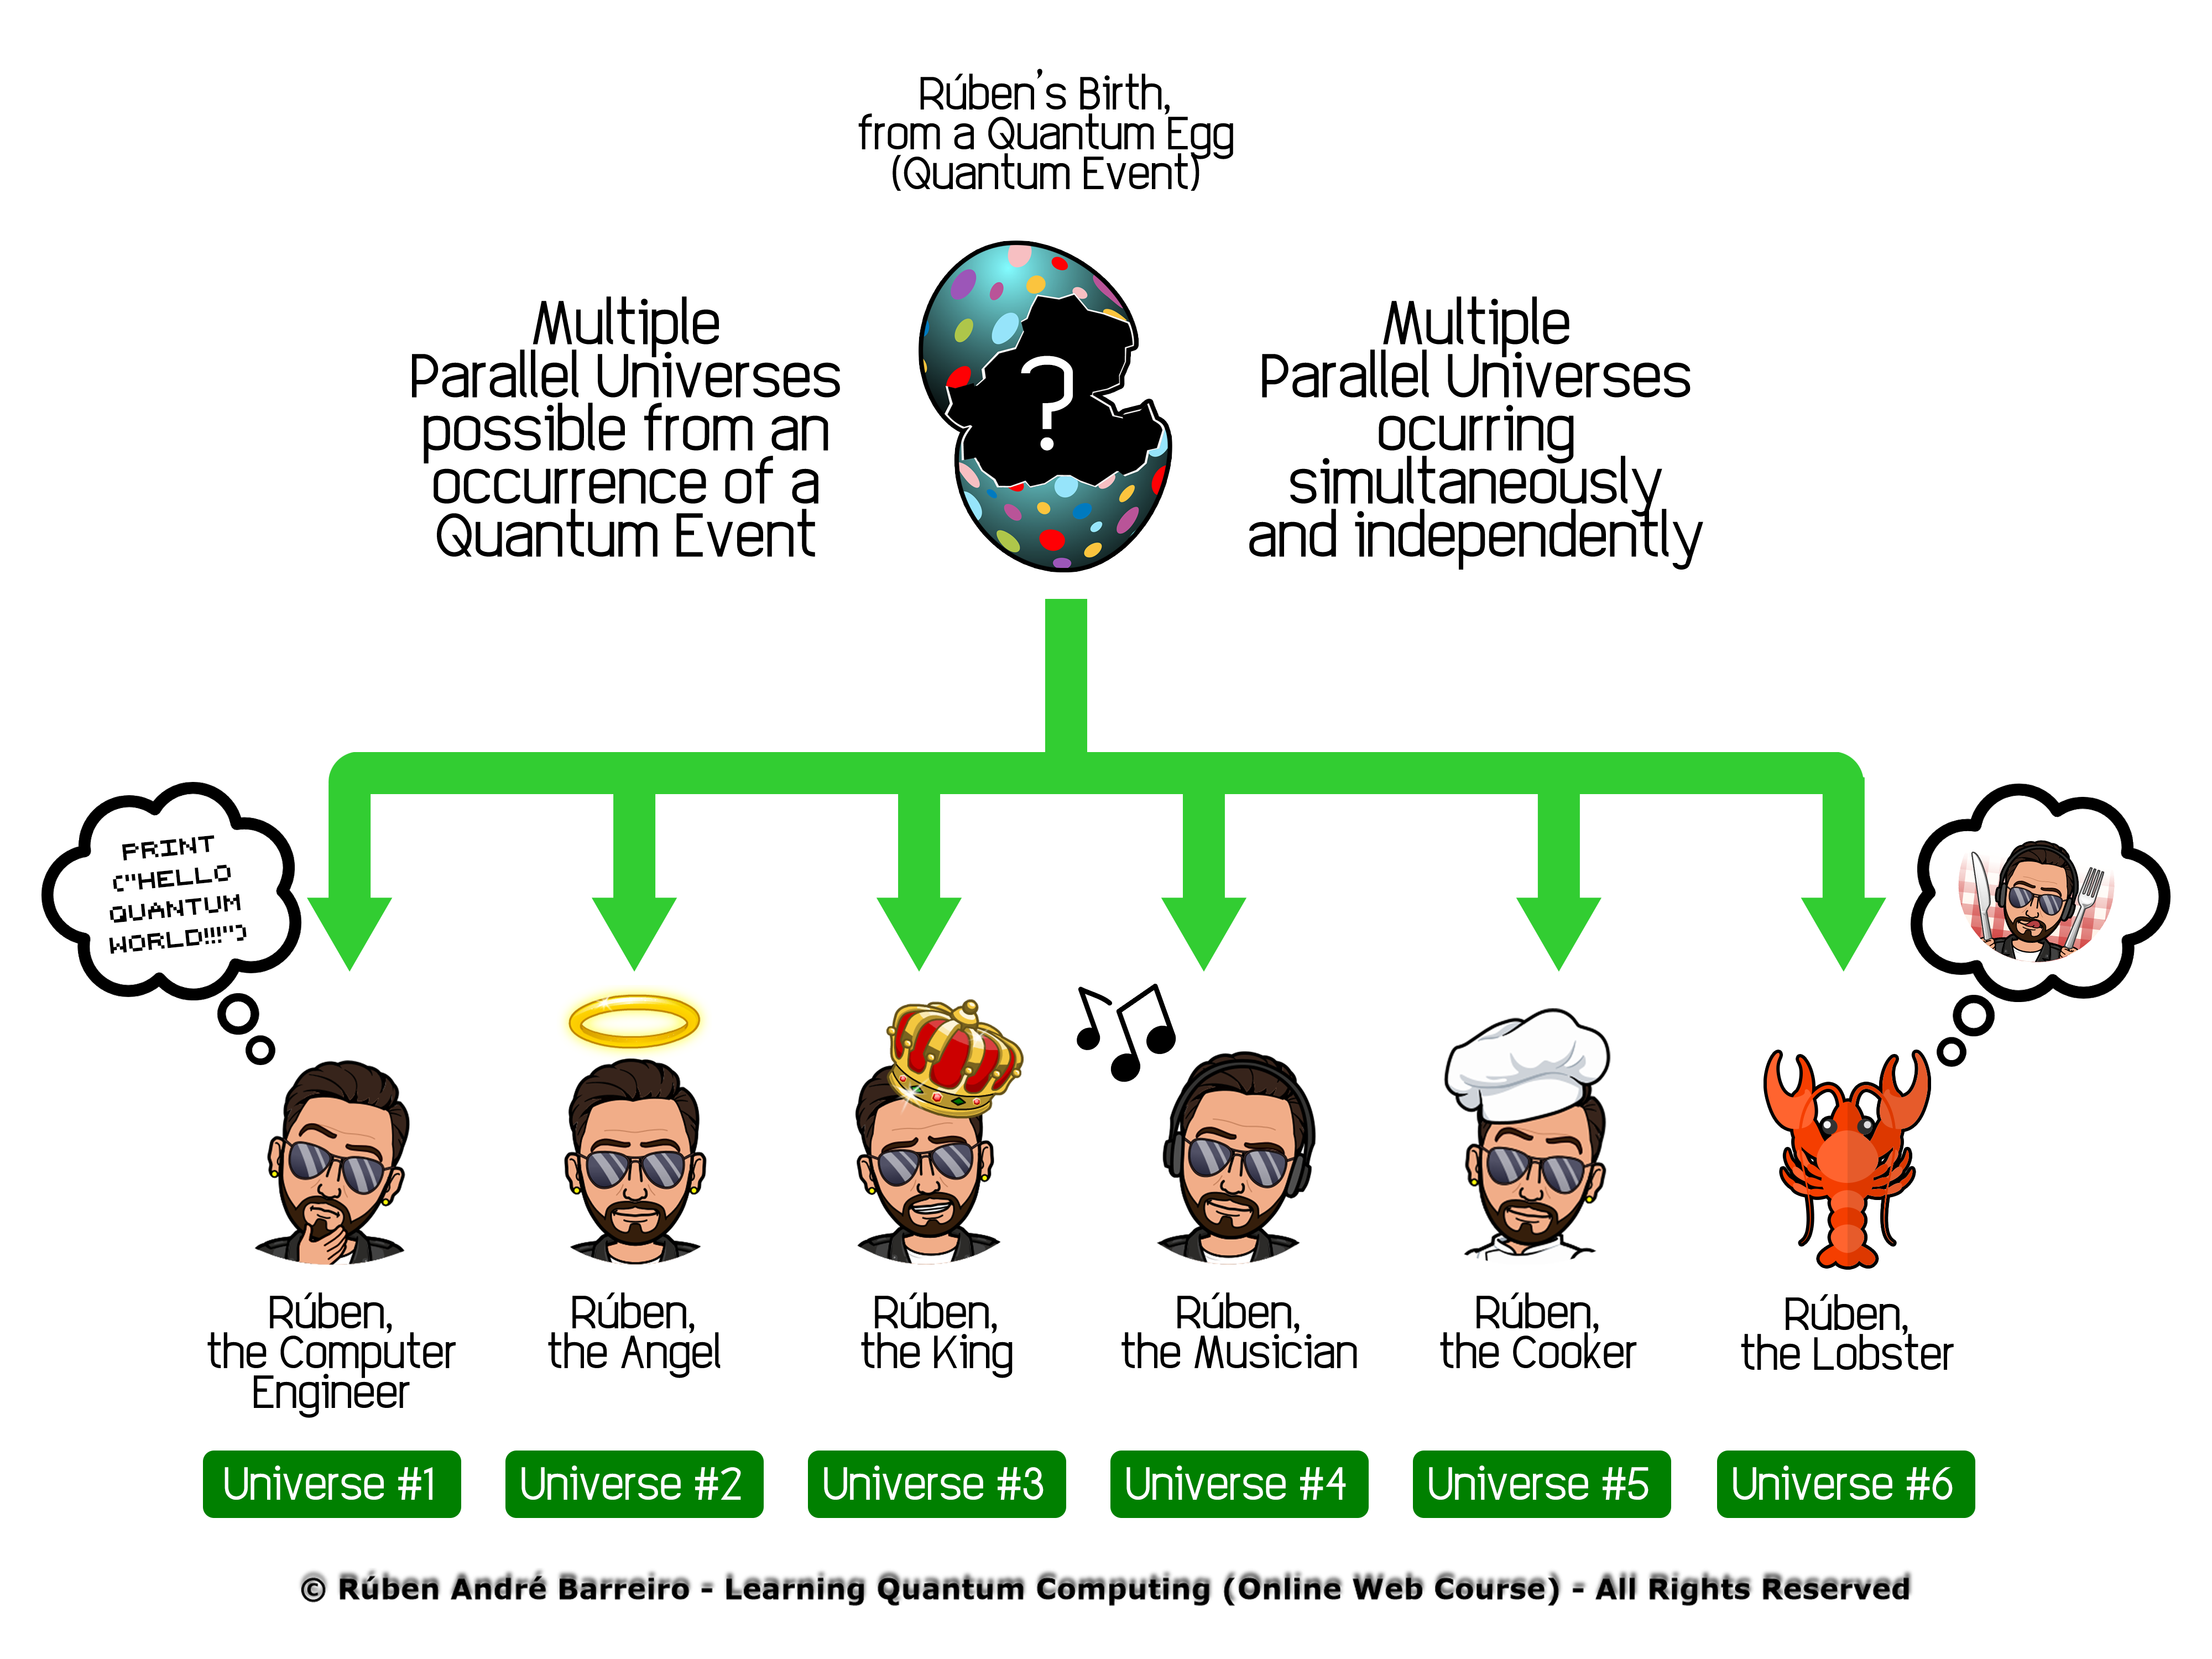 Rúben's Birth,
from a Quantum Egg
(Quantum Event)
Multiple
Parallel Universes
possible from an
occurrence of a
Quantum Event
?
Multiple
Parallel Universes
ocurring
simultaneously
and independently
PRINT
("HELLO
QUANTUM
WORLD!!!")
Rúben,
the Computer
Engineer
Rúben,
the Angel
Rúben,
the King
Rúben,
the Musician
Rúben,
the Cooker
Rúben,
the Lobster
Universe #1
Universe #2
Universe #3
Universe #4
Universe #5
Universe #6
© Rúben André Barreiro - Learning Quantum Computing (Online Web Course) - All Rights Reserved